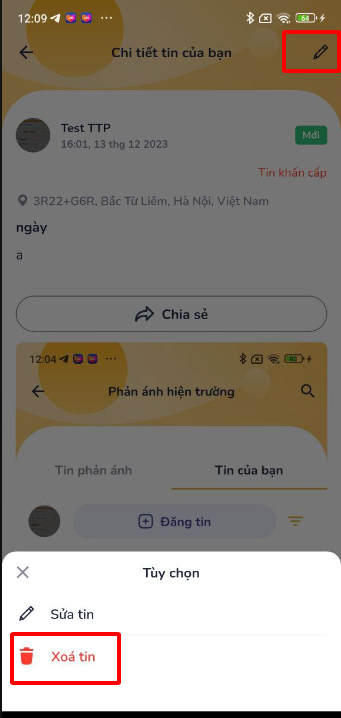 12:09
64
Chi tiết tin của bạn
Test TTP
Mới
16:01, 13 thg 12 2023
Tin khẩn cấp
3R22+G6R, Bắc Từ Liêm, Hà Nội, Việt Nam
ngày
a
Chia sẻ
12:04
Phản ánh hiện trường
Tin phản ánh
Tin của bạn
Đăng tin
Tùy chọn
Sửa tin
Xoá tin